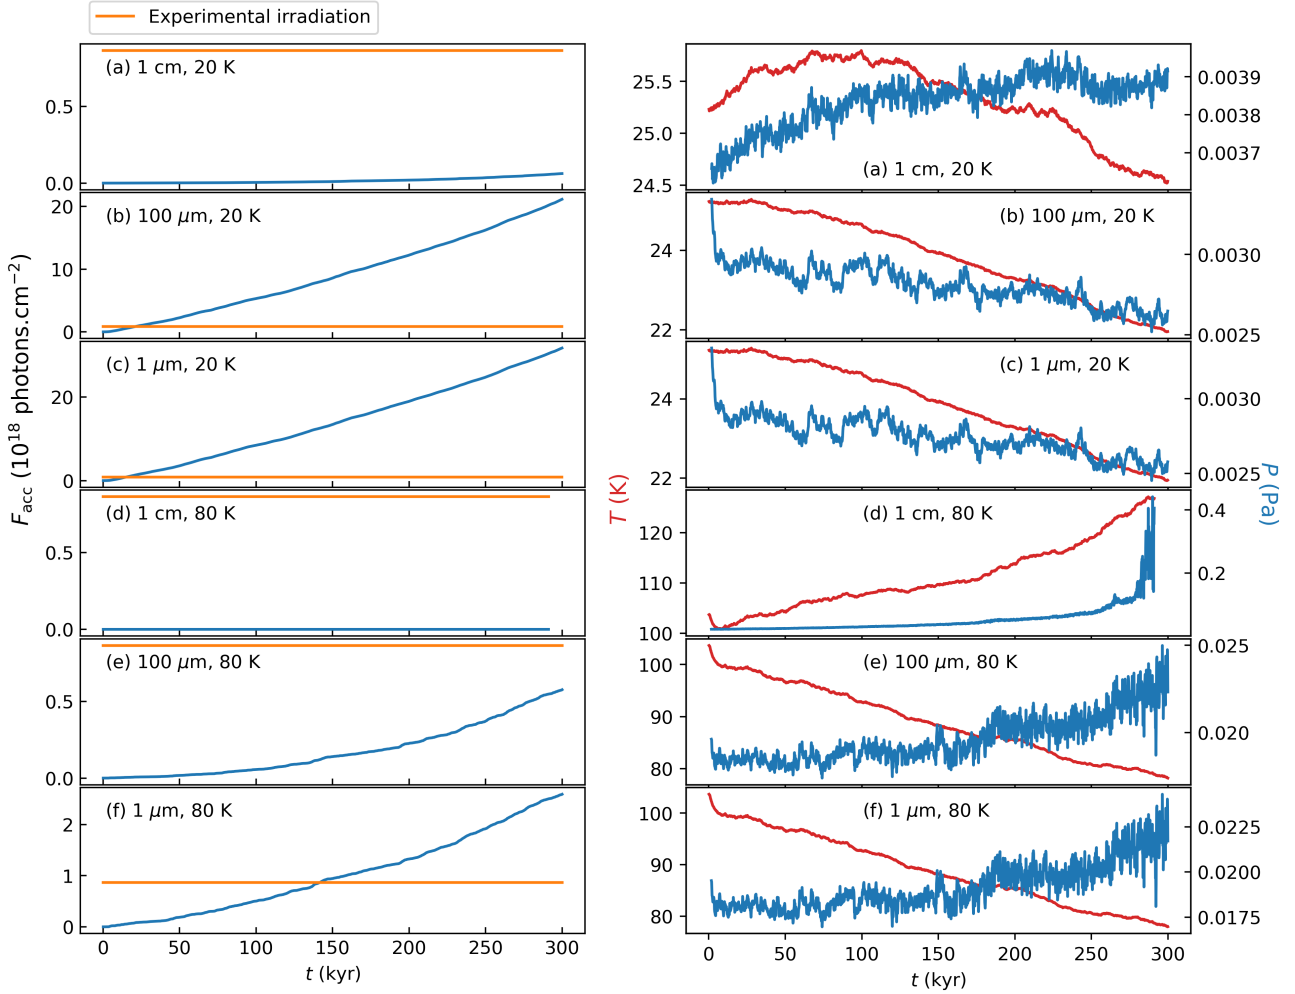 Experimental irradiation
(a) 1 cm, 20 K
0.5
0.0
(b) 100 μm, 20 K
20
10
0
(c) 1 μm, 20 K
20
0
(d) 1 cm, 80 K
0.5
0.0
(e) 100 μm, 80 K
0.5
0.0
(f) 1 μm, 80 K
2
1
0
0 50 100 150 200 250 300
t (kyr)
F_acc (10^18 photons.cm^−2)
(a) 1 cm, 20 K
25.5
25.0
24.5
0.0039
0.0038
0.0037
(b) 100 μm, 20 K
24
22
0.0030
0.0025
(c) 1 μm, 20 K
24
22
0.0030
0.0025
(d) 1 cm, 80 K
120
110
100
0.4
0.2
(e) 100 μm, 80 K
100
90
80
0.025
0.020
(f) 1 μm, 80 K
100
90
80
0.0225
0.0200
0.0175
0 50 100 150 200 250 300
t (kyr)
T (K)
P (Pa)